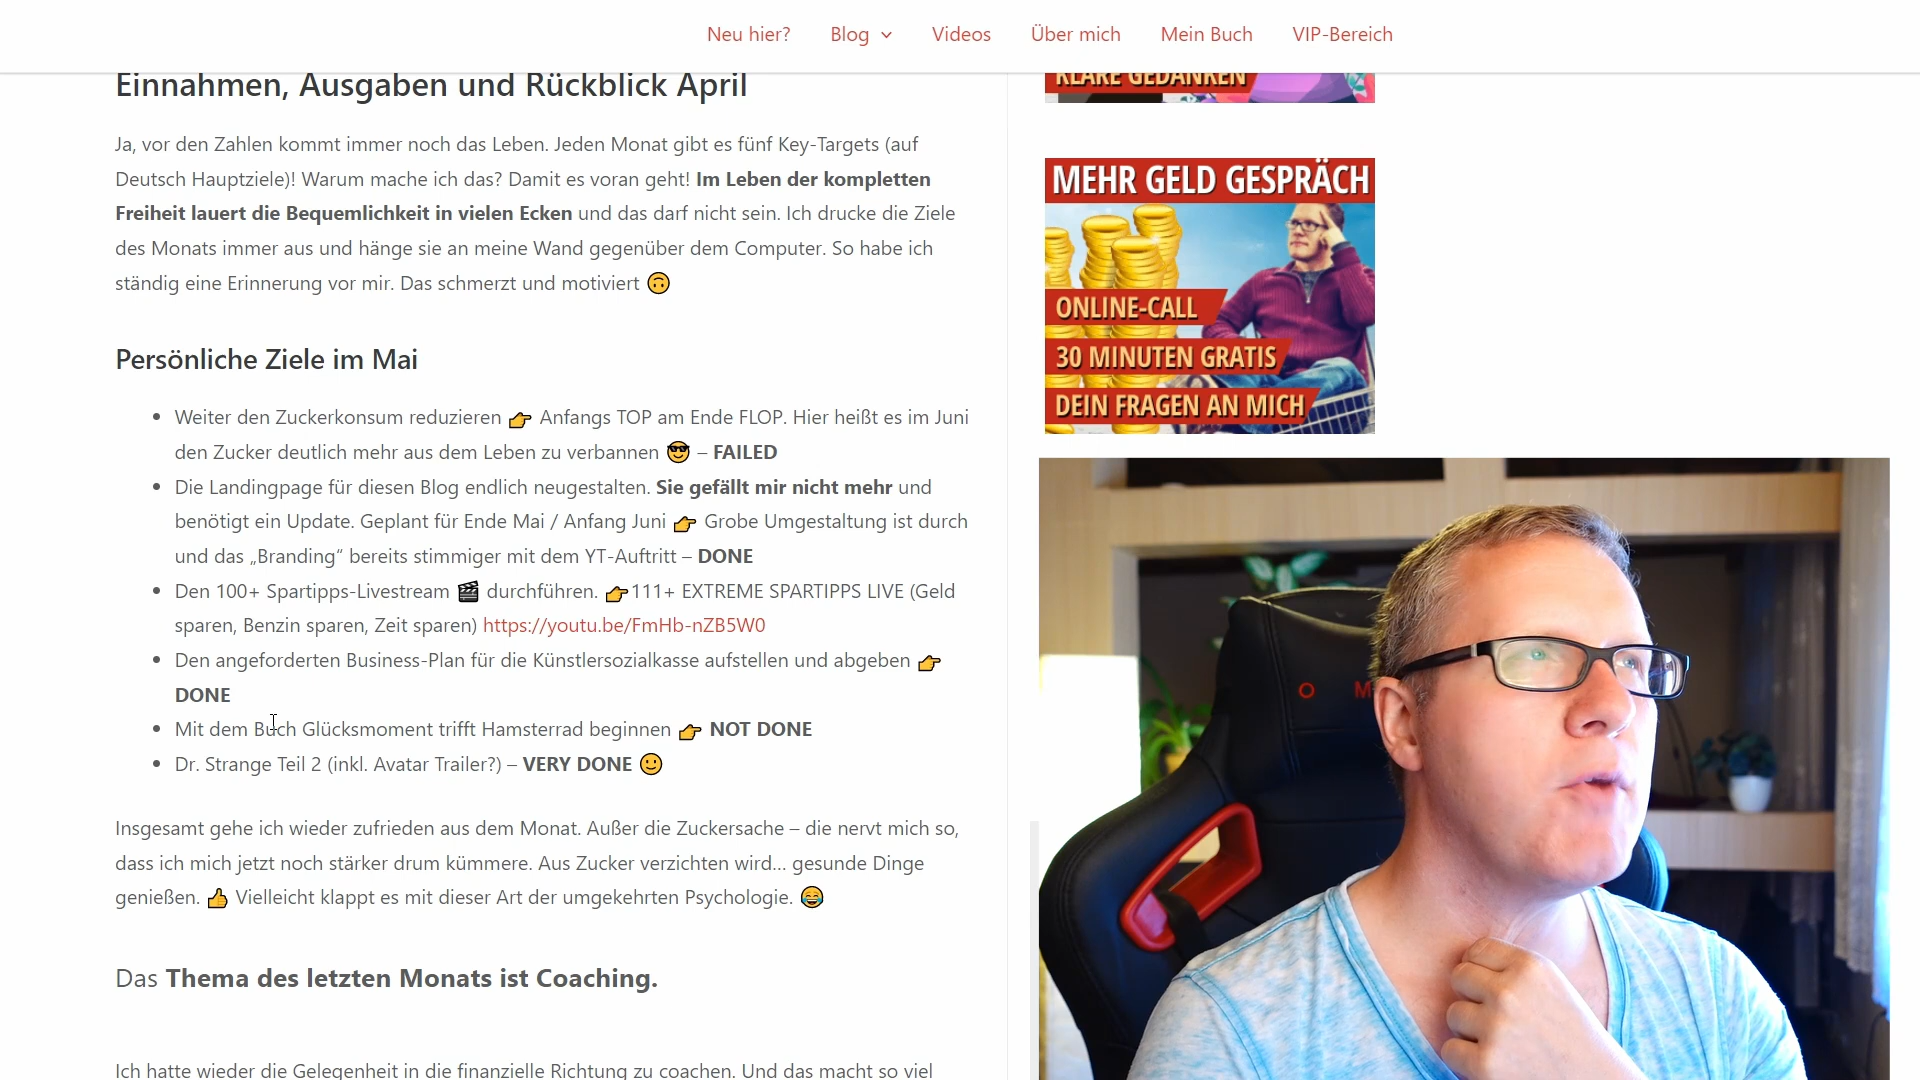 Neu hier?
Blog
Videos
Über mich
Mein Buch
VIP-Bereich
Einnahmen, Ausgaben und Rückblick April
Ja, vor den Zahlen kommt immer noch das Leben. Jeden Monat gibt es fünf Key-Targets (auf
Deutsch Hauptziele)! Warum mache ich das? Damit es voran geht! Im Leben der kompletten
Freiheit lauert die Bequemlichkeit in vielen Ecken und das darf nicht sein. Ich drucke die Ziele
des Monats immer aus und hänge sie an meine Wand gegenüber dem Computer. So habe ich
ständig eine Erinnerung vor mir. Das schmerzt und motiviert 🙃
Persönliche Ziele im Mai
• Weiter den Zuckerkonsum reduzieren 👉 Anfangs TOP am Ende FLOP. Hier heißt es im Juni
den Zucker deutlich mehr aus dem Leben zu verbannen 😎 – FAILED
• Die Landingpage für diesen Blog endlich neugestalten. Sie gefällt mir nicht mehr und
benötigt ein Update. Geplant für Ende Mai / Anfang Juni 👉 Grobe Umgestaltung ist durch
und das „Branding“ bereits stimmiger mit dem YT-Auftritt – DONE
• Den 100+ Spartipps-Livestream 🎬 durchführen. 👉111+ EXTREME SPARTIPPS LIVE (Geld
sparen, Benzin sparen, Zeit sparen) https://youtu.be/FmHb-nZB5W0
• Den angeforderten Business-Plan für die Künstlersozialkasse aufstellen und abgeben 👉
DONE
• Mit dem Buch Glücksmoment trifft Hamsterrad beginnen 👉 NOT DONE
• Dr. Strange Teil 2 (inkl. Avatar Trailer?) – VERY DONE 🙂
Insgesamt gehe ich wieder zufrieden aus dem Monat. Außer die Zuckersache – die nervt mich so,
dass ich mich jetzt noch stärker drum kümmere. Aus Zucker verzichten wird… gesunde Dinge
genießen. 👍 Vielleicht klappt es mit dieser Art der umgekehrten Psychologie. 😂
Das Thema des letzten Monats ist Coaching.
Ich hatte wieder die Gelegenheit in die finanzielle Richtung zu coachen. Und das macht so viel
KLARE GEDANKEN
MEHR GELD GESPRÄCH
ONLINE-CALL
30 MINUTEN GRATIS
DEIN FRAGEN AN MICH
O M